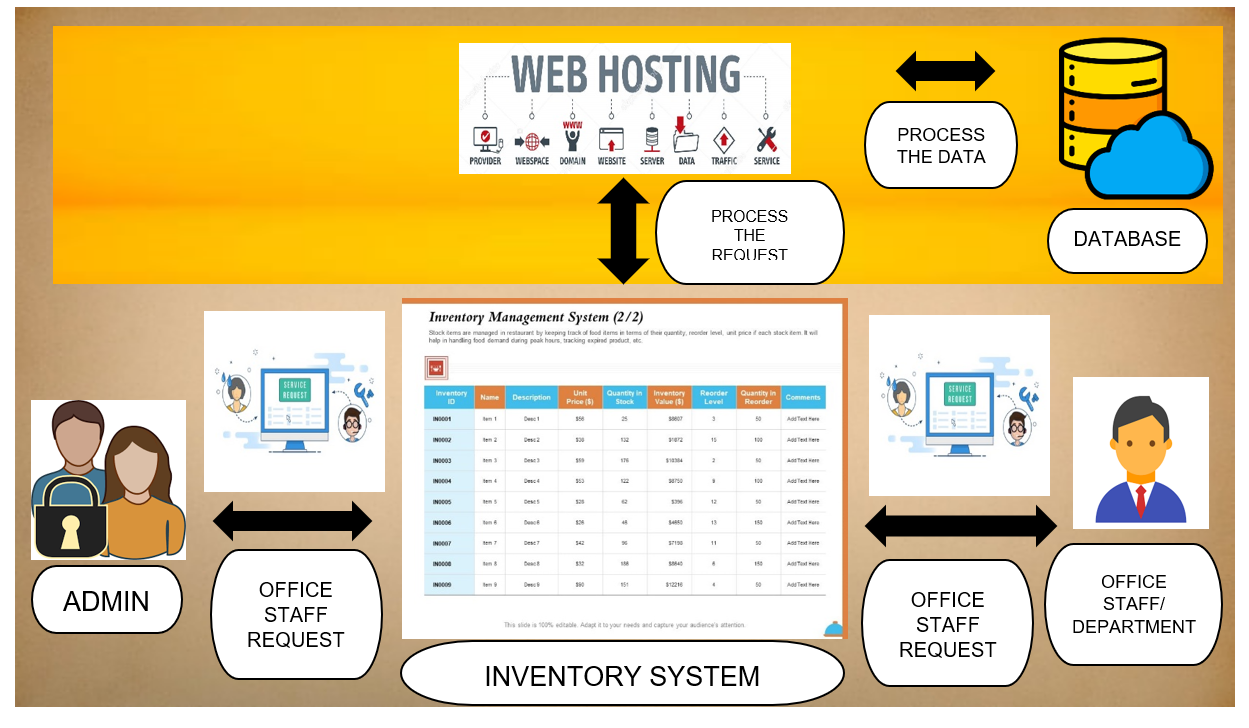 WEB HOSTING
WWW
PROVIDER WEBSPACE DOMAIN WEBSITE SERVER DATA TRAFFIC SERVICE
PROCESS
THE DATA
DATABASE
PROCESS
THE
REQUEST
Inventory Management System (2/2)
Stock items are managed in restaurant by keeping track of food items in terms of their quantity, reorder level, unit price if each stock item. It will
help in handling food demand during peak hours, tracking expired product, etc.
Inventory ID Name Description Unit Price ($) Quantity in Stock Inventory Value ($) Reorder Level Quantity in Reorder Comments
IN0001 Item 1 Desc 1 $56 25 $8807 3 50 Add Text Here
IN0002 Item 2 Desc 2 $38 132 $1872 15 100 Add Text Here
IN0003 Item 3 Desc 3 $59 176 $10384 2 50 Add Text Here
IN0004 Item 4 Desc 4 $53 122 $8750 9 100 Add Text Here
IN0005 Item 5 Desc 5 $26 62 $396 12 50 Add Text Here
IN0006 Item 6 Desc 6 $26 46 $4650 13 150 Add Text Here
IN0007 Item 7 Desc 7 $42 96 $7198 11 50 Add Text Here
IN0008 Item 8 Desc 8 $32 $8640 6 150 Add Text Here
IN0009 Item 9 Desc 9 $90 151 $12216 4 50 Add Text Here
This slide is 100% editable. Adapt it to your needs and capture your audience's attention.
SERVICE
REQUEST
SERVICE
REQUEST
ADMIN
OFFICE
STAFF
REQUEST
INVENTORY SYSTEM
OFFICE
STAFF
REQUEST
OFFICE
STAFF/
DEPARTMENT